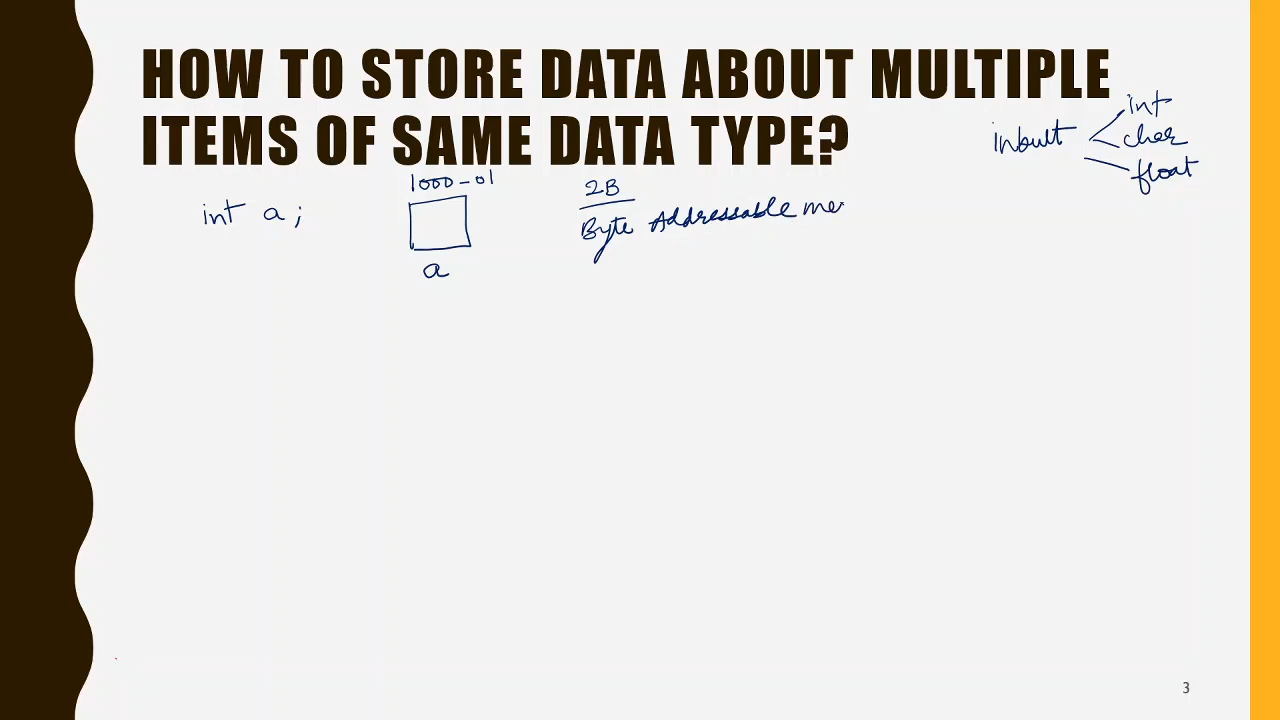 HOW TO STORE DATA ABOUT MULTIPLE
ITEMS OF SAME DATA TYPE?
inbult
int
char
float
int a ;
1000-01
a
2B
Byte Addressable me
3